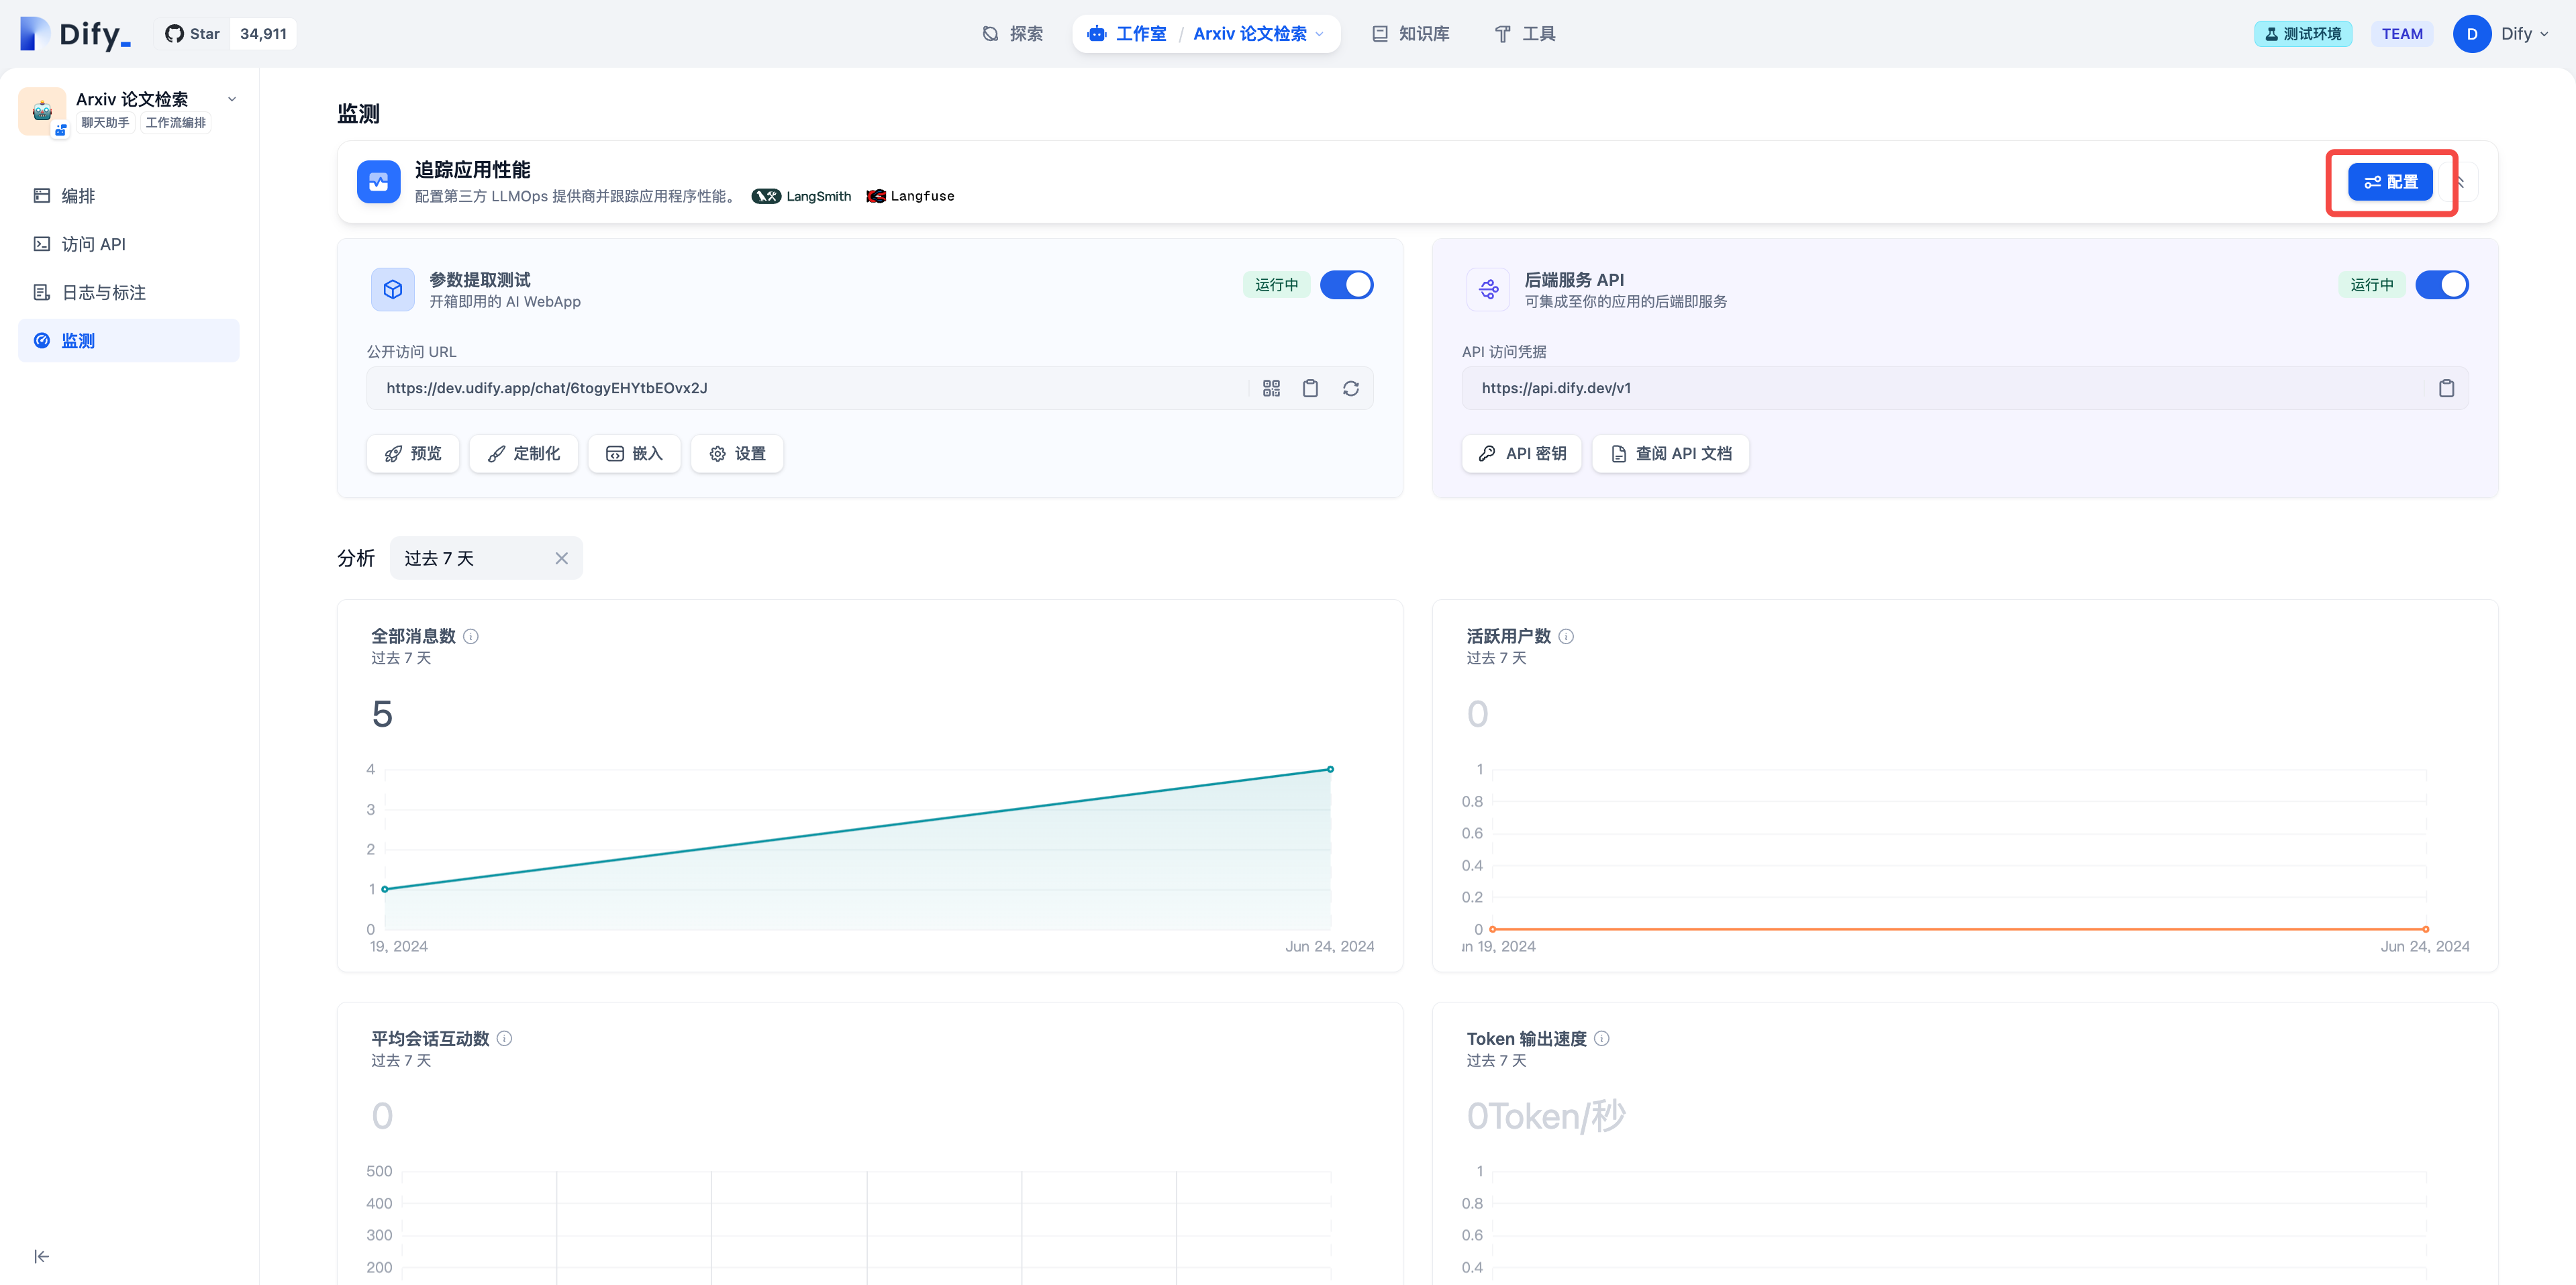 Dify_
Star 34,911
探索
工作室 / Arxiv 论文检索
知识库
工具
测试环境
TEAM
D Dify
Arxiv 论文检索
聊天助手 工作流编排
编排
访问 API
日志与标注
监测
监测
追踪应用性能
配置第三方 LLMOps 提供商并跟踪应用程序性能。 LangSmith Langfuse
配置
参数提取测试
开箱即用的 AI WebApp
运行中
公开访问 URL
https://dev.udify.app/chat/6togyEHYtbEOvx2J
预览 定制化 嵌入 设置
后端服务 API
可集成至你的应用的后端即服务
运行中
API 访问凭据
https://api.dify.dev/v1
API 密钥 查阅 API 文档
分析 过去 7 天
全部消息数
过去 7 天
5
4
3
2
1
0
19, 2024 Jun 24, 2024
活跃用户数
过去 7 天
0
1
0.8
0.6
0.4
0.2
0
un 19, 2024 Jun 24, 2024
平均会话互动数
过去 7 天
0
500
400
300
200
Token 输出速度
过去 7 天
0Token/秒
1
0.8
0.6
0.4